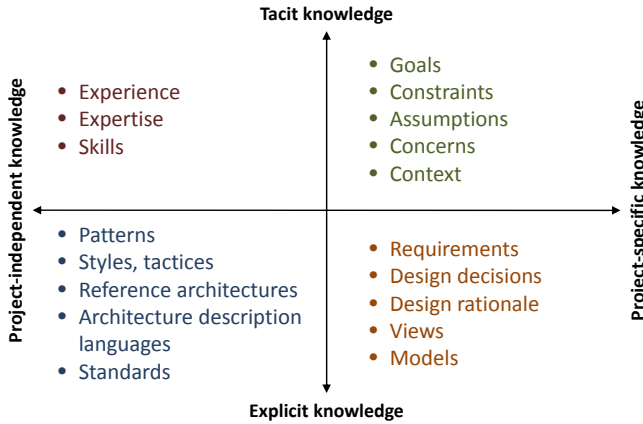 Tacit knowledge
Project-independent knowledge
• Experience
• Expertise
• Skills
• Goals
• Constraints
• Assumptions
• Concerns
• Context
Project-specific knowledge
• Patterns
• Styles, tactices
• Reference architectures
• Architecture description
languages
• Standards
• Requirements
• Design decisions
• Design rationale
• Views
• Models
Explicit knowledge